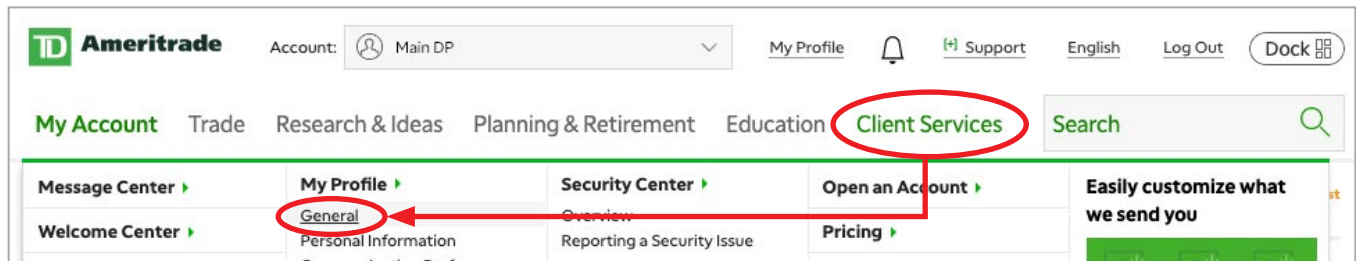 TD Ameritrade Account: Main DP My Profile [+] Support English Log Out Dock
My Account Trade Research & Ideas Planning & Retirement Education Client Services Search
Message Center My Profile Security Center Open an Account Easily customize what
we send you
General Overview
Welcome Center Personal Information Reporting a Security Issue Pricing
st